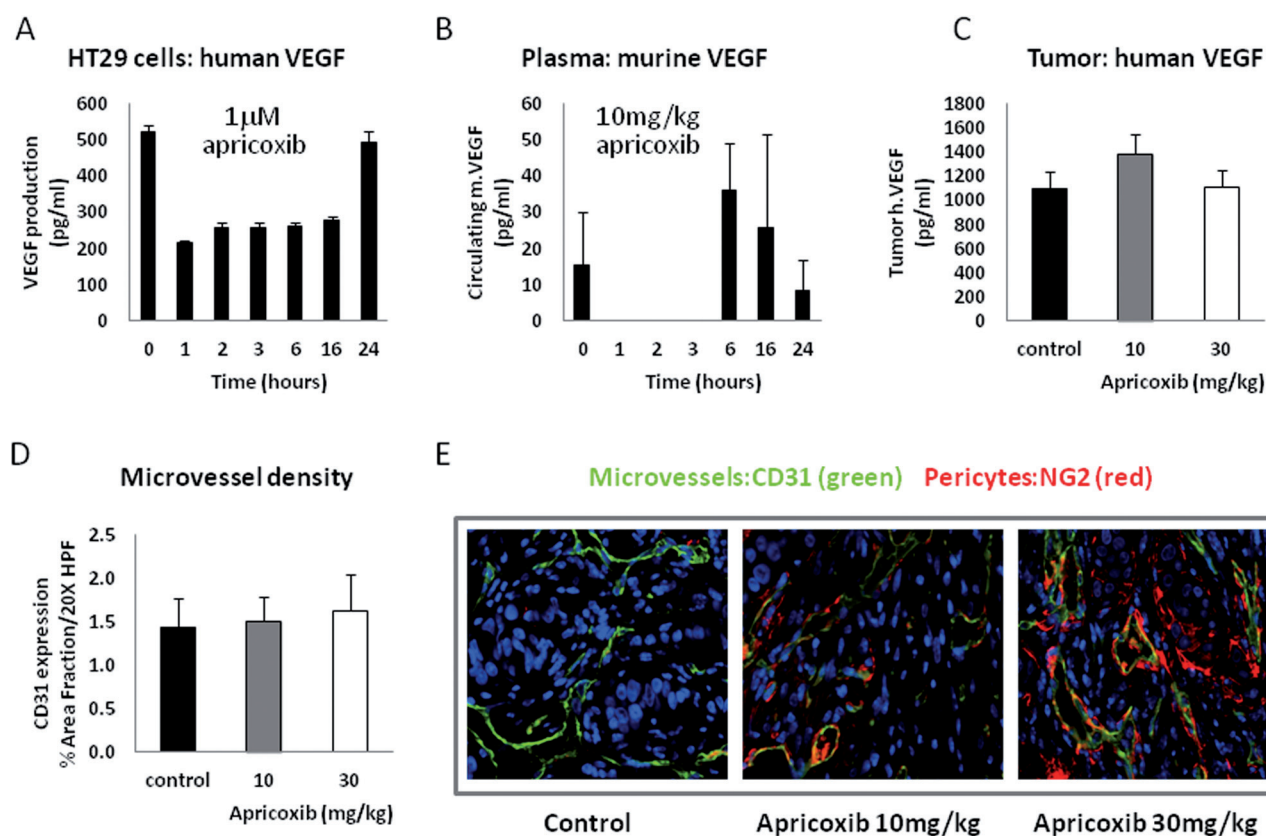 A
HT29 cells: human VEGF
VEGF production
(pg/ml)
600
500
400
300
200
100
0
1μM
apricoxib
0 1 2 3 6 16 24
Time (hours)
B
Plasma: murine VEGF
Circulating m.VEGF
(pg/ml)
60
50
40
30
20
10
0
10mg/kg
apricoxib
0 1 2 3 6 16 24
Time (hours)
C
Tumor: human VEGF
Tumor h.VEGF
(pg/ml)
1800
1600
1400
1200
1000
800
600
400
200
0
control 10 30
Apricoxib (mg/kg)
D
Microvessel density
CD31 expression
% Area Fraction/20X HPF
2.5
2.0
1.5
1.0
0.5
0.0
control 10 30
Apricoxib (mg/kg)
E
Microvessels:CD31 (green) Pericytes:NG2 (red)
Control Apricoxib 10mg/kg Apricoxib 30mg/kg